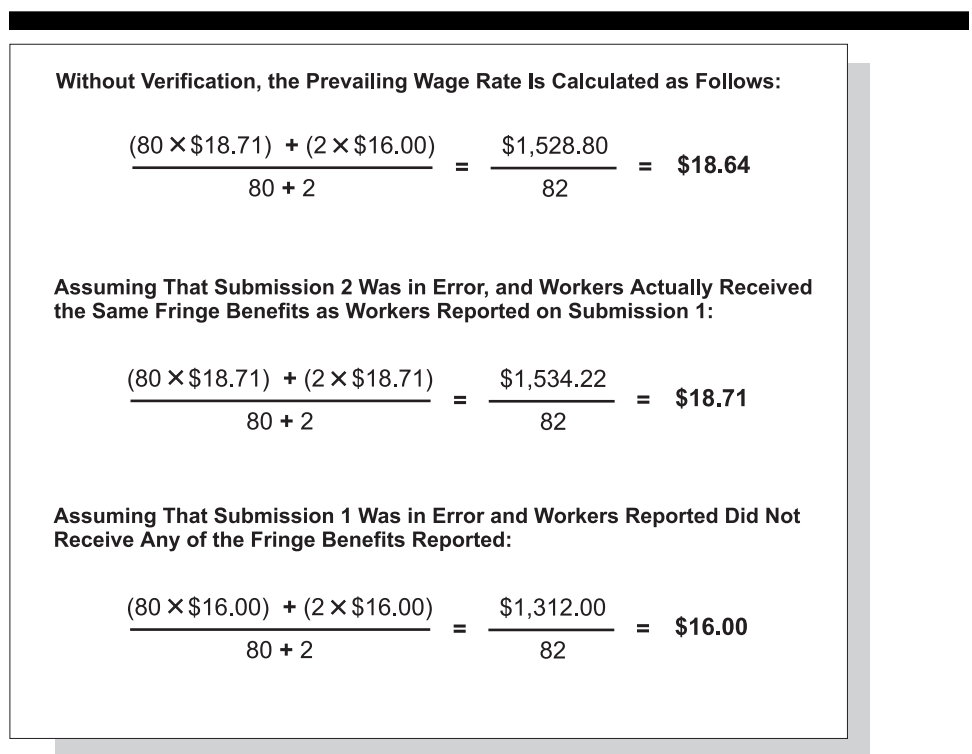 Without Verification, the Prevailing Wage Rate Is Calculated as Follows:
(80 × $18.71) + (2 × $16.00)
80 + 2
=
$1,528.80
82
=
$18.64
Assuming That Submission 2 Was in Error, and Workers Actually Received
the Same Fringe Benefits as Workers Reported on Submission 1:
(80 × $18.71) + (2 × $18.71)
80 + 2
=
$1,534.22
82
=
$18.71
Assuming That Submission 1 Was in Error and Workers Reported Did Not
Receive Any of the Fringe Benefits Reported:
(80 × $16.00) + (2 × $16.00)
80 + 2
=
$1,312.00
82
=
$16.00